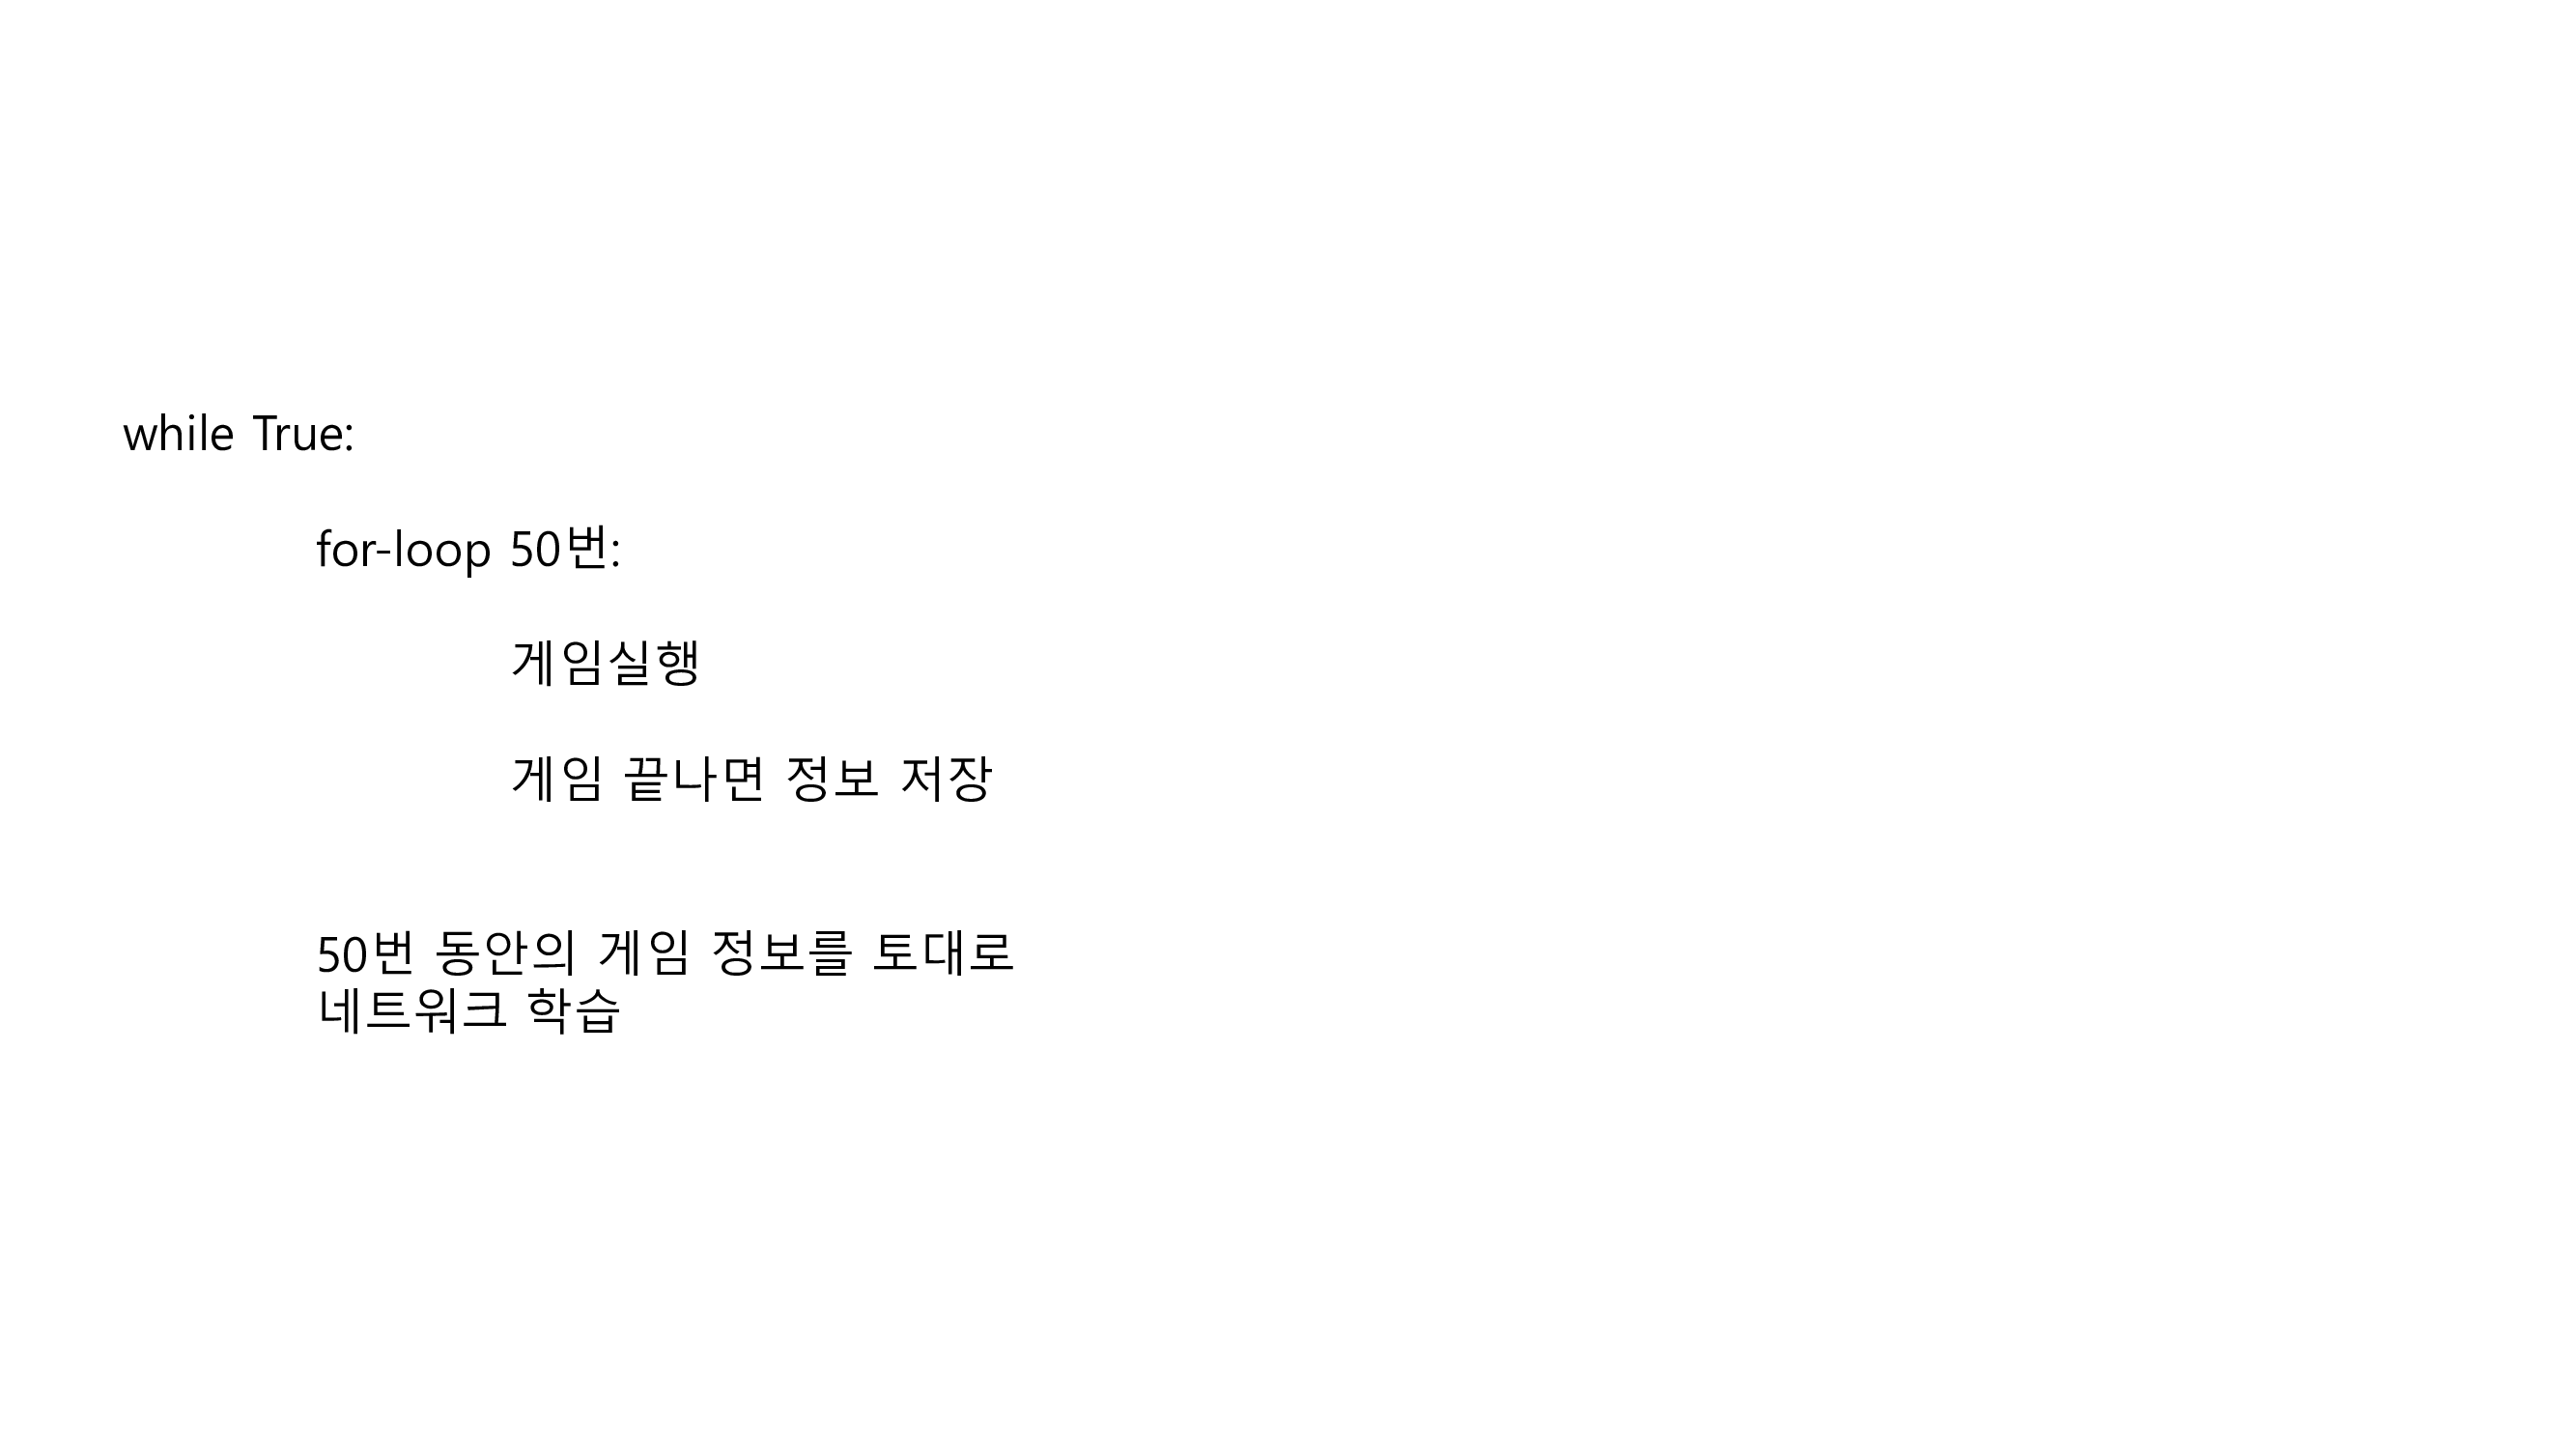 while True:
for-loop 50번:
게임실행
게임 끝나면 정보 저장
50번 동안의 게임 정보를 토대로
네트워크 학습